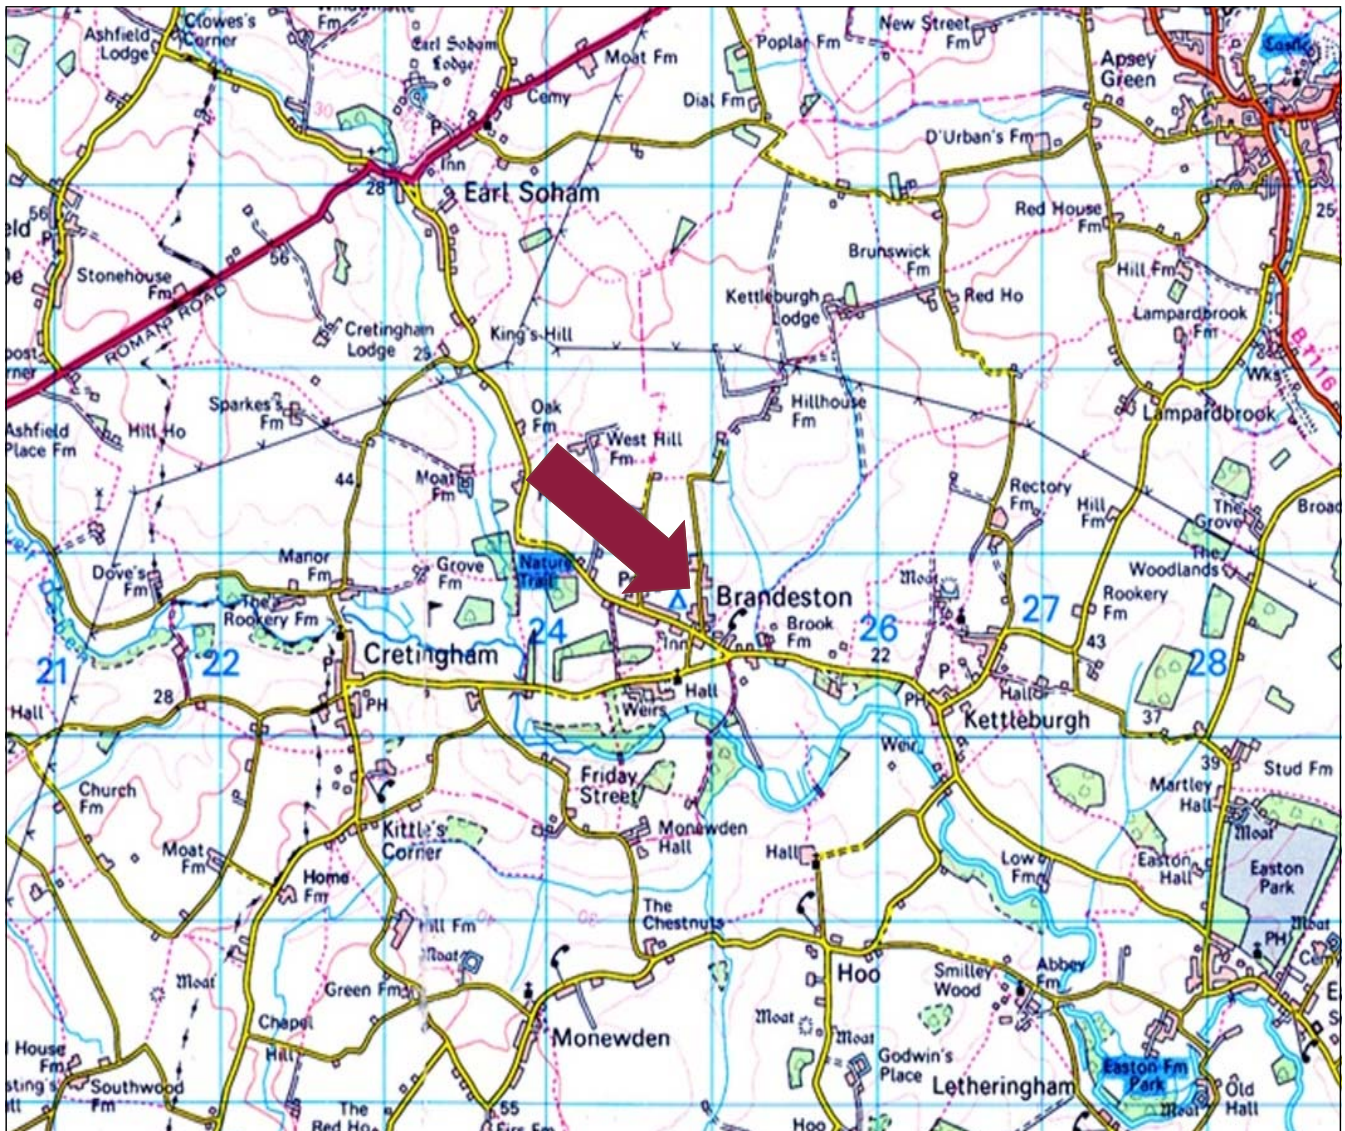 Clowes's
Corner
Ashfield
Lodge
Earl Soham
Lodge
Moat Fm
Poplar Fm
New Street
Fm
Apsey
Green
Castle
Cemy
Dial Fm
30
P
Inn
D'Urban's Fm
28
Earl Soham
56
P
Red House
Fm
25
Stonehouse
Fm
56
ROMAN ROAD
Brunswick
Fm
Hill Fm
Kettleburgh
Lodge
Red Ho
Lampardbrook
Fm
Cretingham
Lodge
25
King's Hill
B1116
Wks
Sparkes's
Fm
Oak
Fm
Hillhouse
Fm
Lampardbrook
Ashfield
Place Fm
Hill Ho
West Hill
Fm
44
Moat
Fm
Rectory
Fm
Hill
Fm
The
Grove
Broad
Manor
Fm
Grove
Fm
Nature
Trail
P
The
Woodlands
Dove's
Fm
The
Rookery Fm
Brandeston
Moat
Rookery
Fm
21
22
Cretingham
24
Inn
Brook
Fm
26
22
27
43
28
P
28
PH
Hall
Weirs
PH
P
Hall
Kettleburgh
37
Hall
Weir
39
Stud Fm
Church
Fm
Friday
Street
Martley
Hall
Moat
Kittle's
Corner
Monewden
Hall
Moat
Fm
Home
Fm
Hall
Low
Fm
Easton
Hall
Easton
Park
The
Chestnuts
40
30
Hill Fm
Moat
Moat
PH
Cemy
Moat
Green Fm
Hoo
Smilley
Wood
Abbey
Fm
Chapel
Hill
Monewden
Moat
Moat
Godwin's
Place
House
Fm
Southwood
Fm
Letheringham
Easton Fm
Park
Old
Hall
Moat
The
Red Ho
55
Hoo